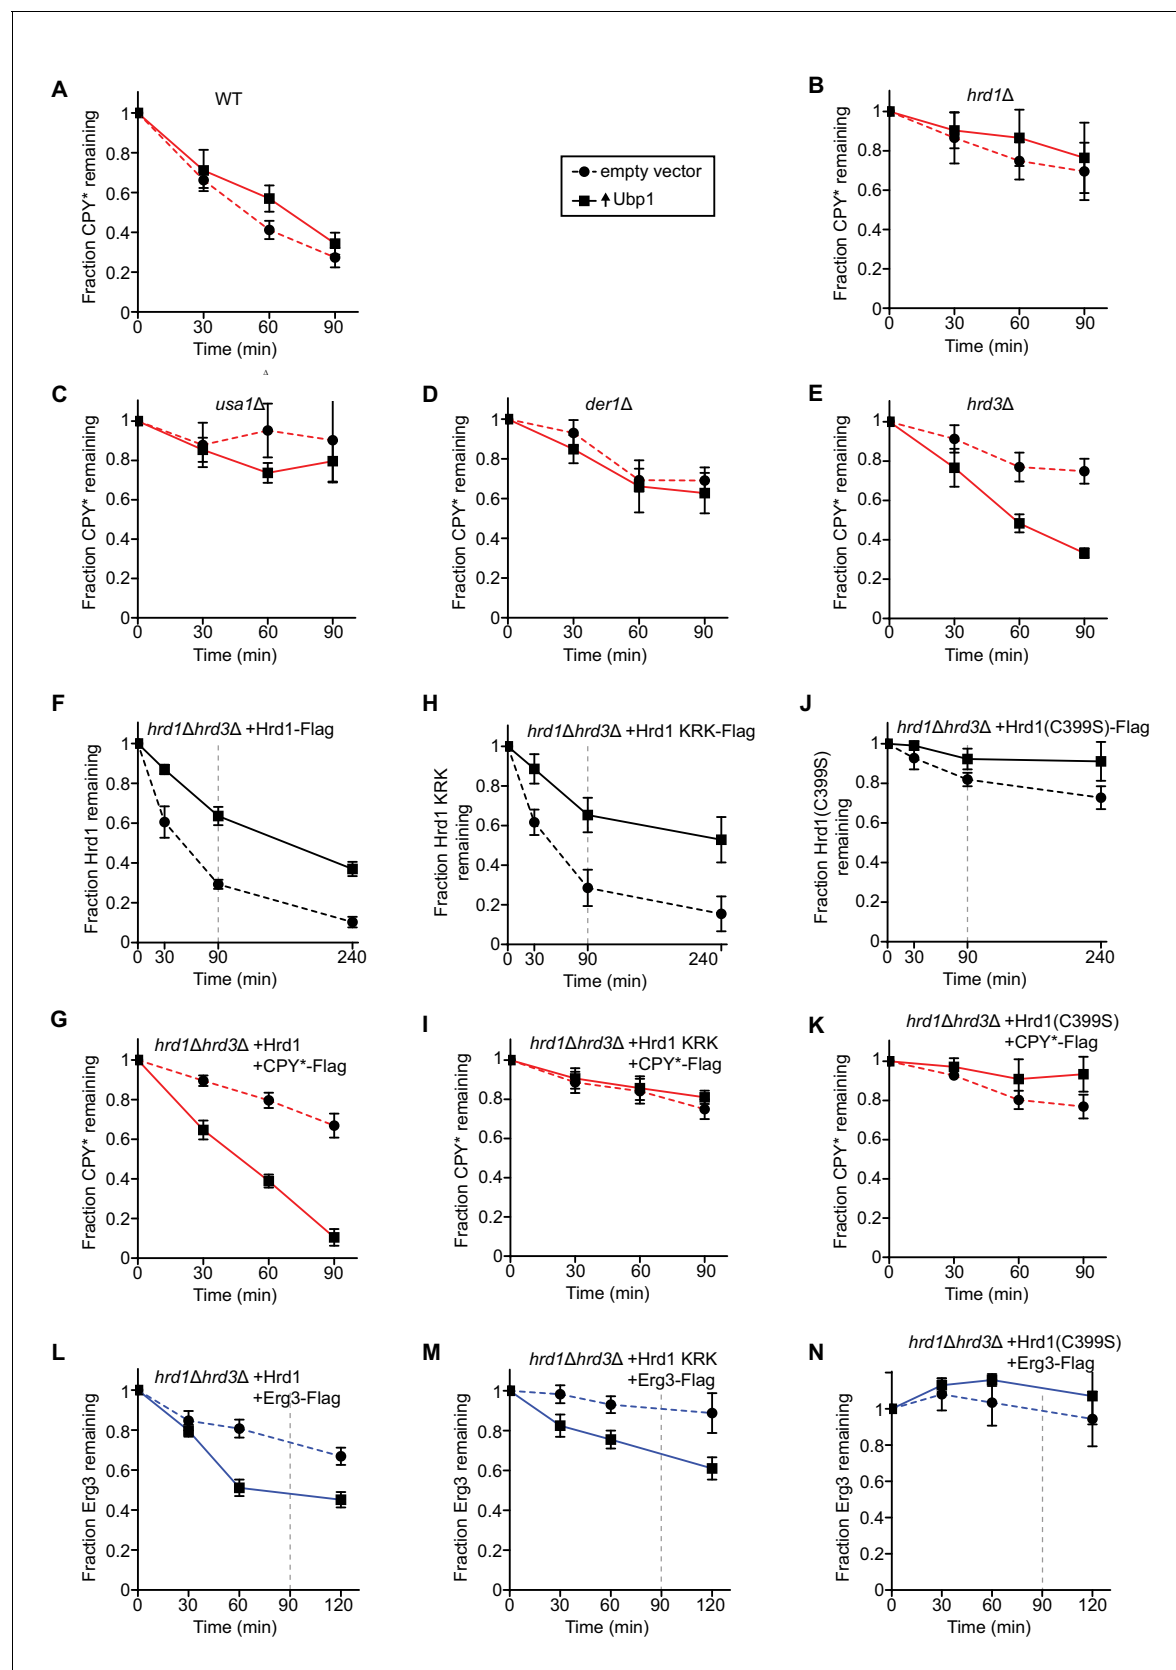 A
WT
Fraction CPY* remaining
1
0.8
0.6
0.4
0.2
0
0 30 60 90
Time (min)
empty vector
↑Ubp1
B
hrd1Δ
Fraction CPY* remaining
1
0.8
0.6
0.4
0.2
0
0 30 60 90
Time (min)
Δ
C
usa1Δ
Fraction CPY* remaining
1
0.8
0.6
0.4
0.2
0
0 30 60 90
Time (min)
D
der1Δ
Fraction CPY* remaining
1
0.8
0.6
0.4
0.2
0
0 30 60 90
Time (min)
E
hrd3Δ
Fraction CPY* remaining
1
0.8
0.6
0.4
0.2
0
0 30 60 90
Time (min)
F
hrd1Δhrd3Δ +Hrd1-Flag
Fraction Hrd1 remaining
1
0.8
0.6
0.4
0.2
0
0 30 90 240
Time (min)
H
hrd1Δhrd3Δ +Hrd1 KRK-Flag
Fraction Hrd1 KRK
remaining
1
0.8
0.6
0.4
0.2
0
0 30 90 240
Time (min)
J
hrd1Δhrd3Δ +Hrd1(C399S)-Flag
Fraction Hrd1(C399S)
remaining
1
0.8
0.6
0.4
0.2
0
0 30 90 240
Time (min)
G
hrd1Δhrd3Δ +Hrd1
+CPY*-Flag
Fraction CPY* remaining
1
0.8
0.6
0.4
0.2
0
0 30 60 90
Time (min)
I
hrd1Δhrd3Δ +Hrd1 KRK
+CPY*-Flag
Fraction CPY* remaining
1
0.8
0.6
0.4
0.2
0
0 30 60 90
Time (min)
K
hrd1Δhrd3Δ +Hrd1(C399S)
+CPY*-Flag
Fraction CPY* remaining
1
0.8
0.6
0.4
0.2
0
0 30 60 90
Time (min)
L
hrd1Δhrd3Δ +Hrd1
+Erg3-Flag
Fraction Erg3 remaining
1
0.8
0.6
0.4
0.2
0
0 30 60 90 120
Time (min)
M
hrd1Δhrd3Δ +Hrd1 KRK
+Erg3-Flag
Fraction Erg3 remaining
1
0.8
0.6
0.4
0.2
0
0 30 60 90 120
Time (min)
N
hrd1Δhrd3Δ +Hrd1(C399S)
+Erg3-Flag
Fraction Erg3 remaining
1
0.8
0.6
0.4
0.2
0
0 30 60 90 120
Time (min)